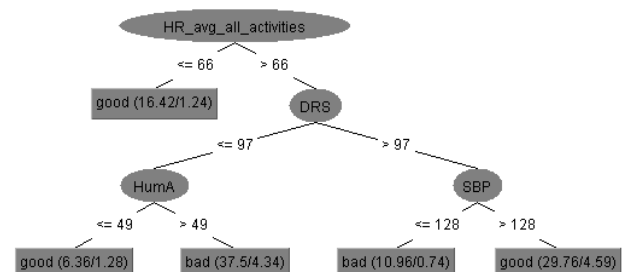 HR_avg_all_activities
<= 66 > 66
good (16.42/1.24) DRS
<= 97 > 97
HumA SBP
<= 49 > 49 <= 128 > 128
good (6.36/1.28) bad (37.5/4.34) bad (10.96/0.74) good (29.76/4.59)